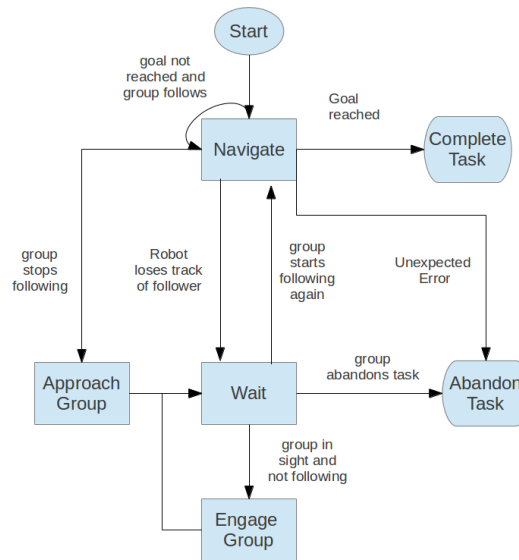 Start
goal not
reached and
group follows
Goal
reached
Navigate
Complete
Task
group
stops
following
Robot
loses track
of follower
group
starts
following
again
Unexpected
Error
Approach
Group
Wait
group
abandons task
Abandon
Task
group in
sight and
not following
Engage
Group